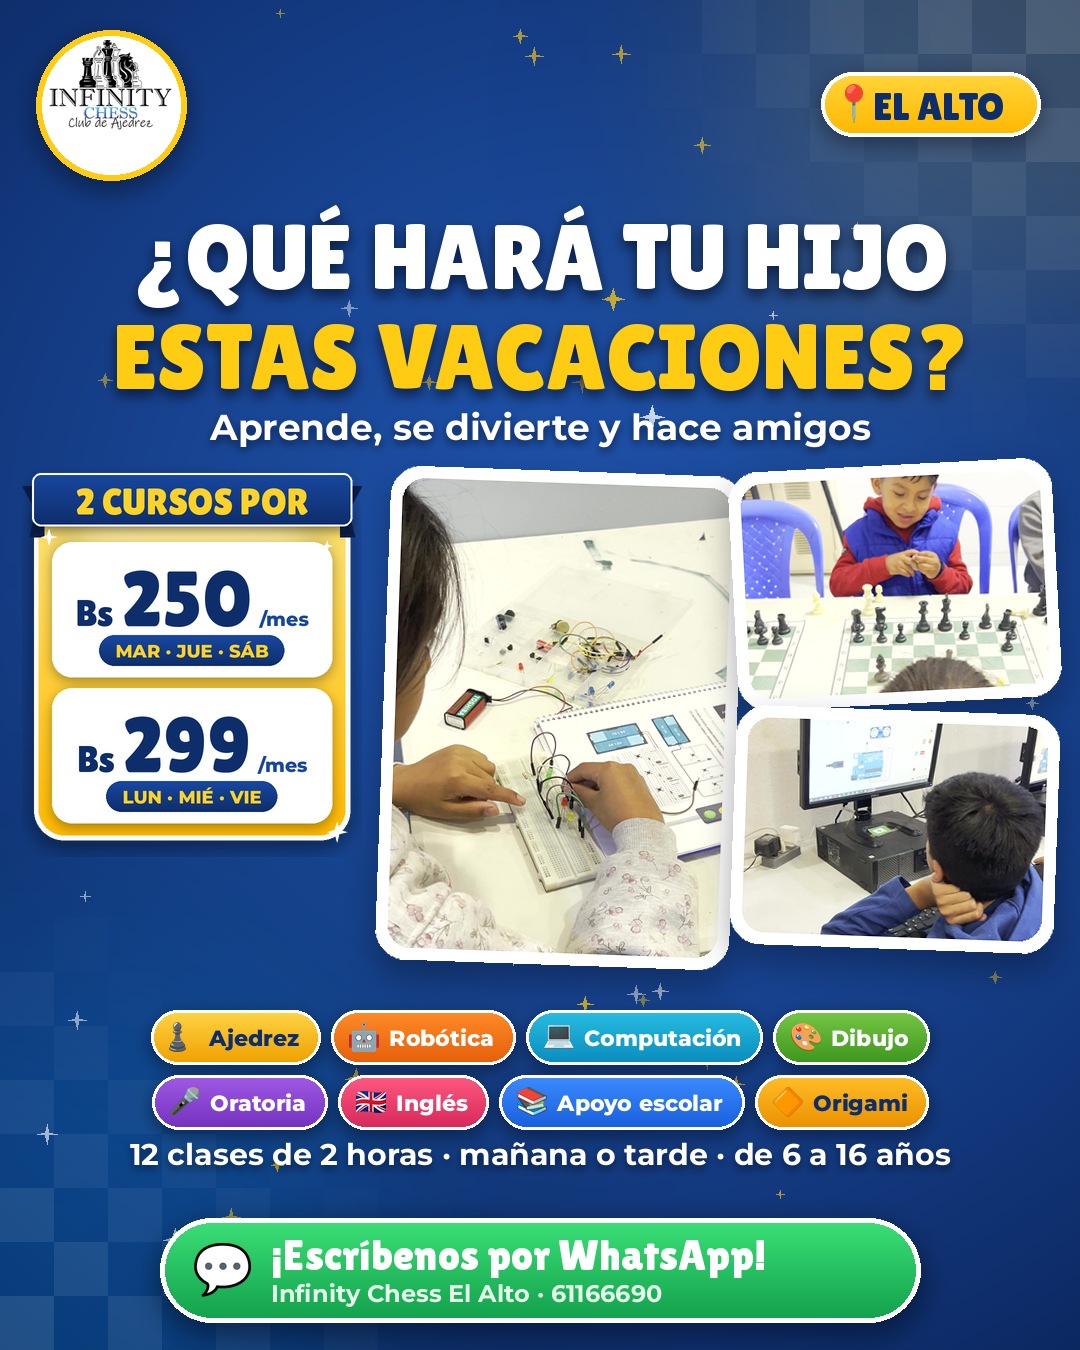 INFINITY
CHESS
Club de Ajedrez
EL ALTO
¿QUÉ HARÁ TU HIJO
ESTAS VACACIONES?
Aprende, se divierte y hace amigos
2 CURSOS POR
Bs 250 /mes
MAR · JUE · SÁB
Bs 299 /mes
LUN · MIÉ · VIE
Ajedrez
Robótica
Computación
Dibujo
Oratoria
Inglés
Apoyo escolar
Origami
12 clases de 2 horas · mañana o tarde · de 6 a 16 años
¡Escríbenos por WhatsApp!
Infinity Chess El Alto · 61166690